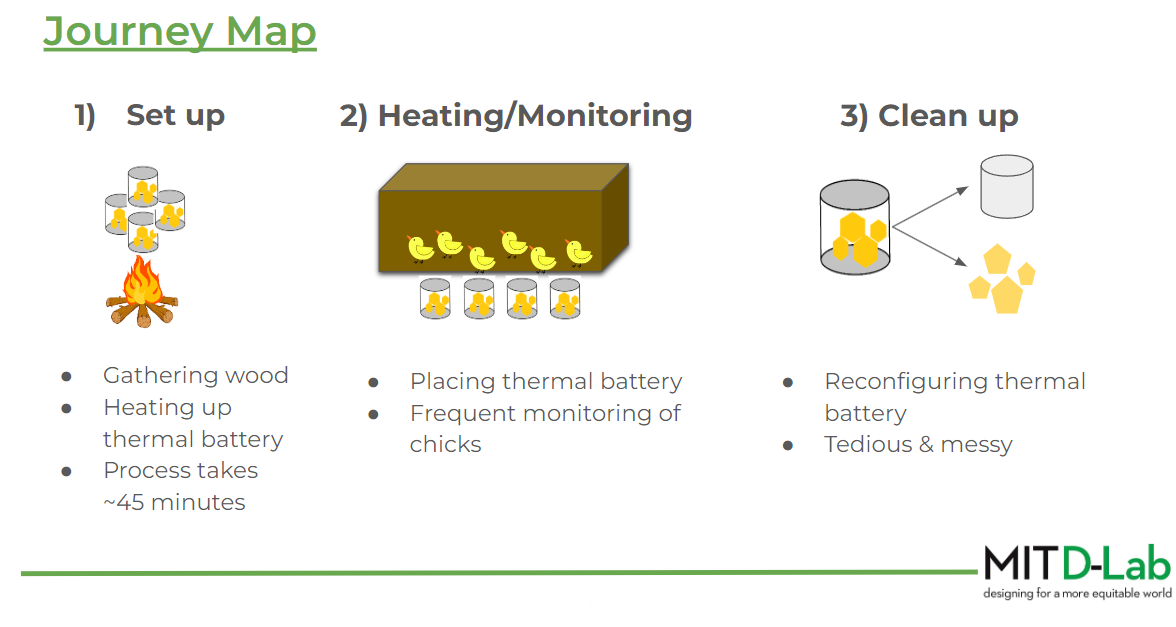 Journey Map
1) Set up
2) Heating/Monitoring
3) Clean up
● Gathering wood
● Heating up
thermal battery
● Process takes
~45 minutes
● Placing thermal battery
● Frequent monitoring of
chicks
● Reconfiguring thermal
battery
● Tedious & messy
MIT D-Lab
designing for a more equitable world